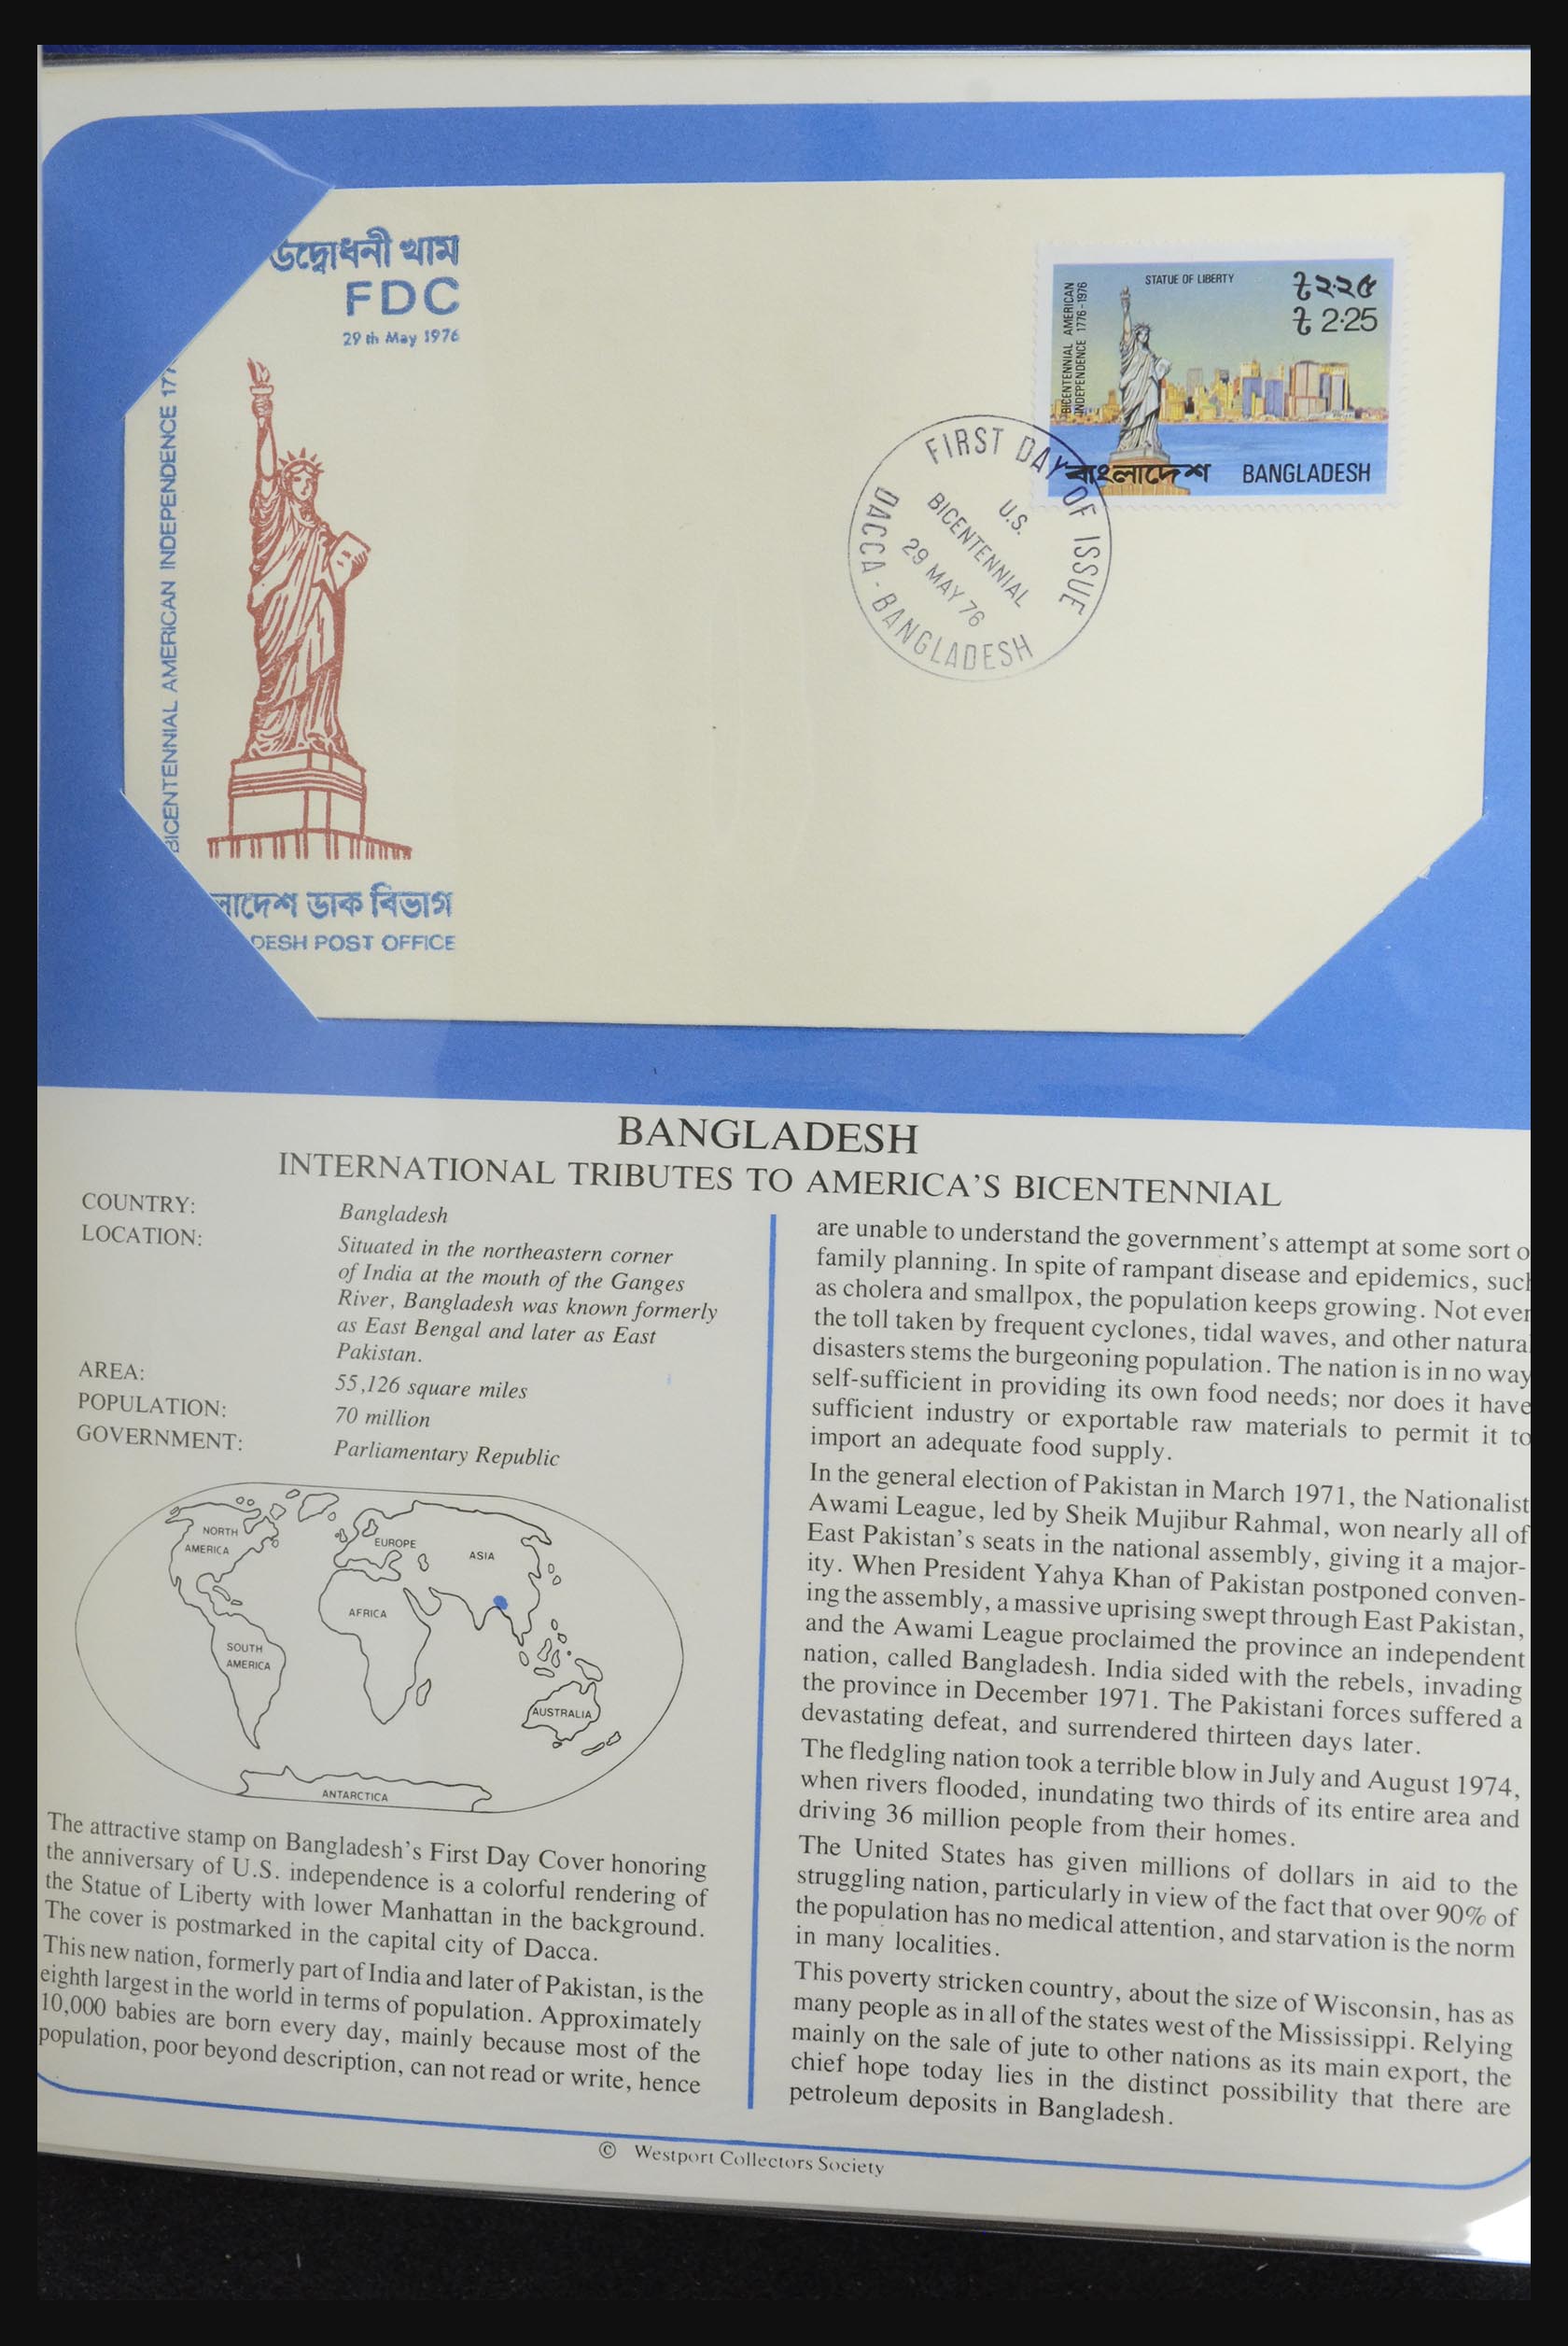 উদ্বোধনী খাম
FDC
29 th May 1976
BICENTENNIAL AMERICAN INDEPENDENCE 177
লাদেশ ডাক বিভাগ
DESH POST OFFICE
STATUE OF LIBERTY
BICENTENNIAL AMERICAN
INDEPENDENCE 1776-1976
৳ ২·২৫
৳ 2·25
বাংলাদেশ BANGLADESH
FIRST DAY OF ISSUE
U.S.
BICENTENNIAL
29 MAY 76
DACCA - BANGLADESH
BANGLADESH
INTERNATIONAL TRIBUTES TO AMERICA'S BICENTENNIAL
COUNTRY: Bangladesh
LOCATION: Situated in the northeastern corner
of India at the mouth of the Ganges
River, Bangladesh was known formerly
as East Bengal and later as East
Pakistan.
AREA: 55,126 square miles
POPULATION: 70 million
GOVERNMENT: Parliamentary Republic
NORTH
AMERICA
EUROPE
ASIA
AFRICA
SOUTH
AMERICA
AUSTRALIA
ANTARCTICA
The attractive stamp on Bangladesh's First Day Cover honoring
the anniversary of U.S. independence is a colorful rendering of
the Statue of Liberty with lower Manhattan in the background.
The cover is postmarked in the capital city of Dacca.
This new nation, formerly part of India and later of Pakistan, is the
eighth largest in the world in terms of population. Approximately
10,000 babies are born every day, mainly because most of the
population, poor beyond description, can not read or write, hence
are unable to understand the government's attempt at some sort o
family planning. In spite of rampant disease and epidemics, such
as cholera and smallpox, the population keeps growing. Not even
the toll taken by frequent cyclones, tidal waves, and other natural
disasters stems the burgeoning population. The nation is in no way
self-sufficient in providing its own food needs; nor does it have
sufficient industry or exportable raw materials to permit it to
import an adequate food supply.
In the general election of Pakistan in March 1971, the Nationalist
Awami League, led by Sheik Mujibur Rahmal, won nearly all of
East Pakistan's seats in the national assembly, giving it a major-
ity. When President Yahya Khan of Pakistan postponed conven-
ing the assembly, a massive uprising swept through East Pakistan,
and the Awami League proclaimed the province an independent
nation, called Bangladesh. India sided with the rebels, invading
the province in December 1971. The Pakistani forces suffered a
devastating defeat, and surrendered thirteen days later.
The fledgling nation took a terrible blow in July and August 1974,
when rivers flooded, inundating two thirds of its entire area and
driving 36 million people from their homes.
The United States has given millions of dollars in aid to the
struggling nation, particularly in view of the fact that over 90% of
the population has no medical attention, and starvation is the norm
in many localities.
This poverty stricken country, about the size of Wisconsin, has as
many people as in all of the states west of the Mississippi. Relying
mainly on the sale of jute to other nations as its main export, the
chief hope today lies in the distinct possibility that there are
petroleum deposits in Bangladesh.
© Westport Collectors Society